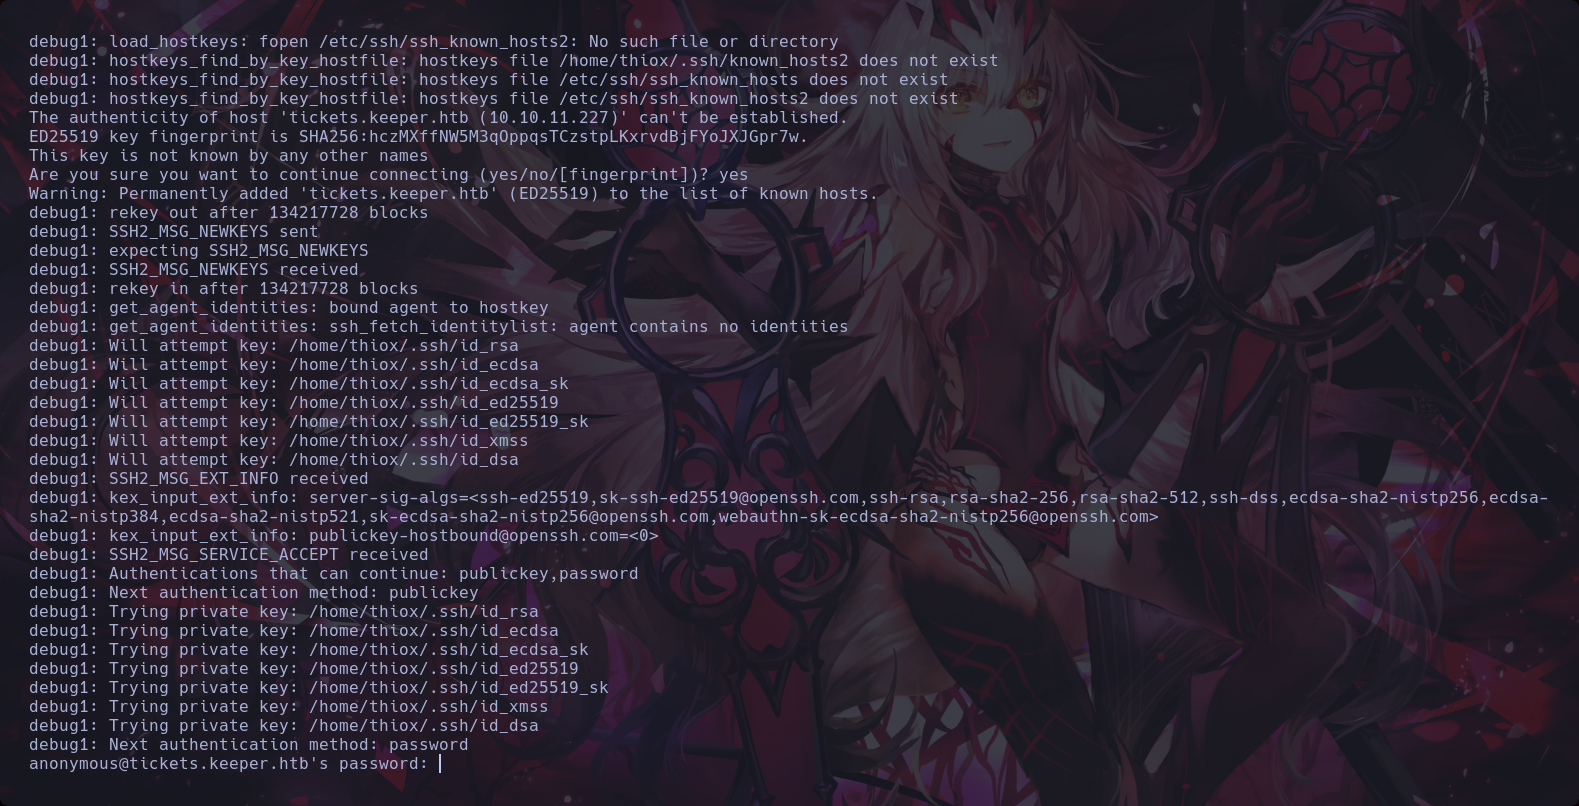 debug1: load_hostkeys: fopen /etc/ssh/ssh_known_hosts2: No such file or directory
debug1: hostkeys_find_by_key_hostfile: hostkeys file /home/thiox/.ssh/known_hosts2 does not exist
debug1: hostkeys_find_by_key_hostfile: hostkeys file /etc/ssh/ssh_known_hosts does not exist
debug1: hostkeys_find_by_key_hostfile: hostkeys file /etc/ssh/ssh_known_hosts2 does not exist
The authenticity of host 'tickets.keeper.htb (10.10.11.227)' can't be established.
ED25519 key fingerprint is SHA256:hczMXffNW5M3qOppqsTCzstpLKxrvdBjFYoJXJGpr7w.
This key is not known by any other names
Are you sure you want to continue connecting (yes/no/[fingerprint])? yes
Warning: Permanently added 'tickets.keeper.htb' (ED25519) to the list of known hosts.
debug1: rekey out after 134217728 blocks
debug1: SSH2_MSG_NEWKEYS sent
debug1: expecting SSH2_MSG_NEWKEYS
debug1: SSH2_MSG_NEWKEYS received
debug1: rekey in after 134217728 blocks
debug1: get_agent_identities: bound agent to hostkey
debug1: get_agent_identities: ssh_fetch_identitylist: agent contains no identities
debug1: Will attempt key: /home/thiox/.ssh/id_rsa
debug1: Will attempt key: /home/thiox/.ssh/id_ecdsa
debug1: Will attempt key: /home/thiox/.ssh/id_ecdsa_sk
debug1: Will attempt key: /home/thiox/.ssh/id_ed25519
debug1: Will attempt key: /home/thiox/.ssh/id_ed25519_sk
debug1: Will attempt key: /home/thiox/.ssh/id_xmss
debug1: Will attempt key: /home/thiox/.ssh/id_dsa
debug1: SSH2_MSG_EXT_INFO received
debug1: kex_input_ext_info: server-sig-algs=<ssh-ed25519,sk-ssh-ed25519@openssh.com,ssh-rsa,rsa-sha2-256,rsa-sha2-512,ssh-dss,ecdsa-sha2-nistp256,ecdsa-
sha2-nistp384,ecdsa-sha2-nistp521,sk-ecdsa-sha2-nistp256@openssh.com,webauthn-sk-ecdsa-sha2-nistp256@openssh.com>
debug1: kex_input_ext_info: publickey-hostbound@openssh.com=<0>
debug1: SSH2_MSG_SERVICE_ACCEPT received
debug1: Authentications that can continue: publickey,password
debug1: Next authentication method: publickey
debug1: Trying private key: /home/thiox/.ssh/id_rsa
debug1: Trying private key: /home/thiox/.ssh/id_ecdsa
debug1: Trying private key: /home/thiox/.ssh/id_ecdsa_sk
debug1: Trying private key: /home/thiox/.ssh/id_ed25519
debug1: Trying private key: /home/thiox/.ssh/id_ed25519_sk
debug1: Trying private key: /home/thiox/.ssh/id_xmss
debug1: Trying private key: /home/thiox/.ssh/id_dsa
debug1: Next authentication method: password
anonymous@tickets.keeper.htb's password: